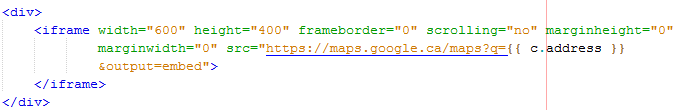 <div>
<iframe width="600" height="400" frameborder="0" scrolling="no" marginheight="0"
marginwidth="0" src="https://maps.google.ca/maps?q={{ c.address }}
&output=embed">
</iframe>
</div>